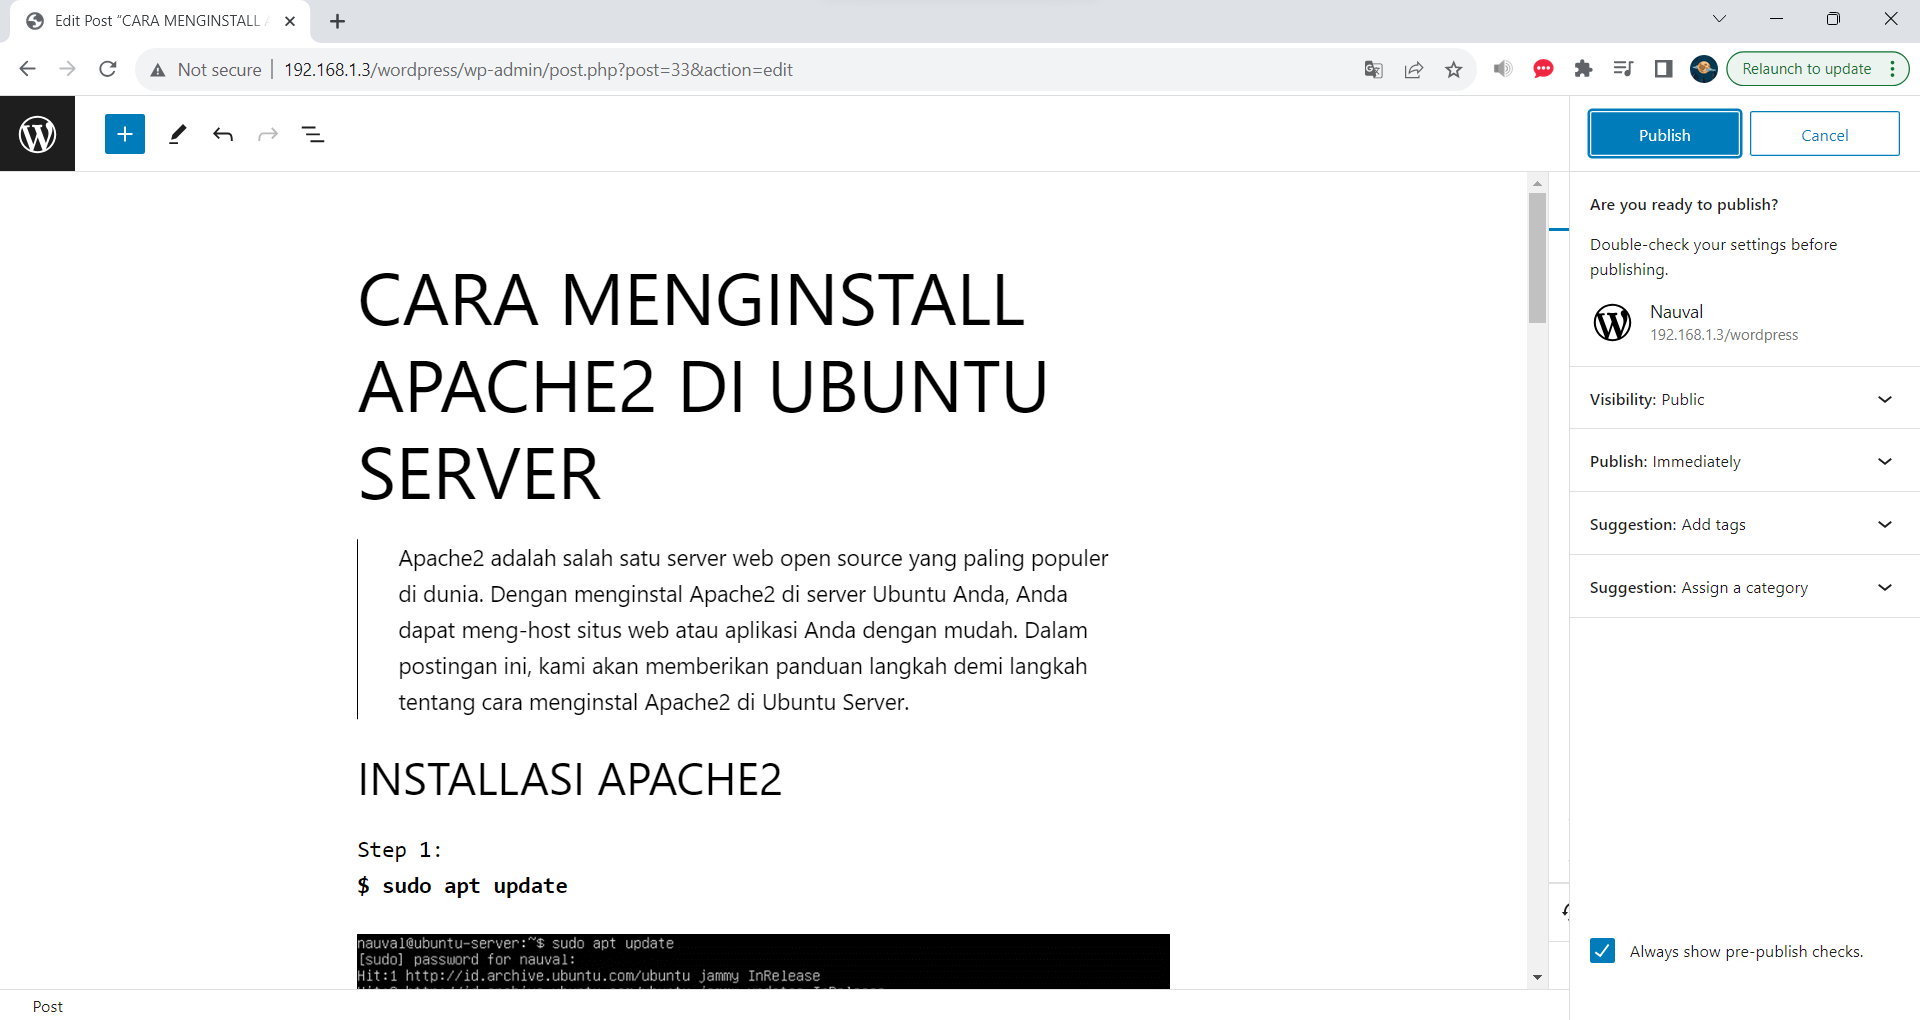 Edit Post “CARA MENGINSTALL
Not secure
192.168.1.3/wordpress/wp-admin/post.php?post=33&action=edit
Relaunch to update
Publish
Cancel
CARA MENGINSTALL
APACHE2 DI UBUNTU
SERVER
Apache2 adalah salah satu server web open source yang paling populer
di dunia. Dengan menginstal Apache2 di server Ubuntu Anda, Anda
dapat meng-host situs web atau aplikasi Anda dengan mudah. Dalam
postingan ini, kami akan memberikan panduan langkah demi langkah
tentang cara menginstal Apache2 di Ubuntu Server.
INSTALLASI APACHE2
Step 1:
$ sudo apt update
nauval@ubuntu-server:~$ sudo apt update
[sudo] password for nauval:
Hit:1 http://id.archive.ubuntu.com/ubuntu jammy InRelease
Post
Are you ready to publish?
Double-check your settings before
publishing.
Nauval
192.168.1.3/wordpress
Visibility: Public
Publish: Immediately
Suggestion: Add tags
Suggestion: Assign a category
Always show pre-publish checks.